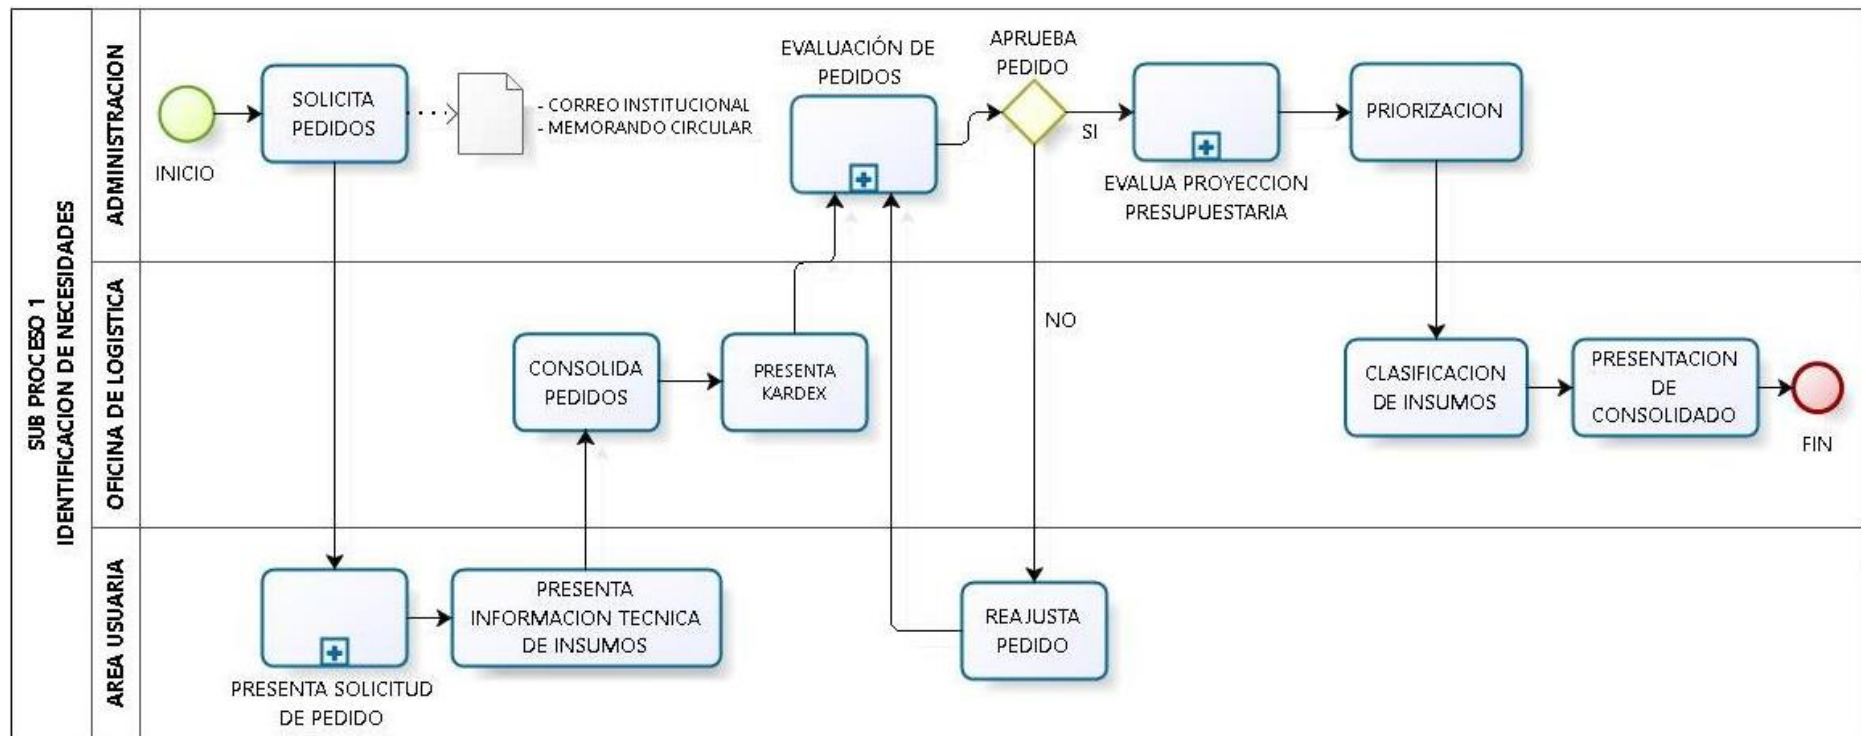 SUB PROCESO 1
IDENTIFICACION DE NECESIDADES
ADMINISTRACION
INICIO
SOLICITA
PEDIDOS
- CORREO INSTITUCIONAL
- MEMORANDO CIRCULAR
EVALUACIÓN DE
PEDIDOS
APRUEBA
PEDIDO
SI
EVALUA PROYECCION
PRESUPUESTARIA
PRIORIZACION
OFICINA DE LOGISTICA
CONSOLIDA
PEDIDOS
PRESENTA
KARDEX
NO
CLASIFICACION
DE INSUMOS
PRESENTACION
DE
CONSOLIDADO
FIN
AREA USUARIA
PRESENTA SOLICITUD
DE PEDIDO
PRESENTA
INFORMACION TECNICA
DE INSUMOS
REAJUSTA
PEDIDO